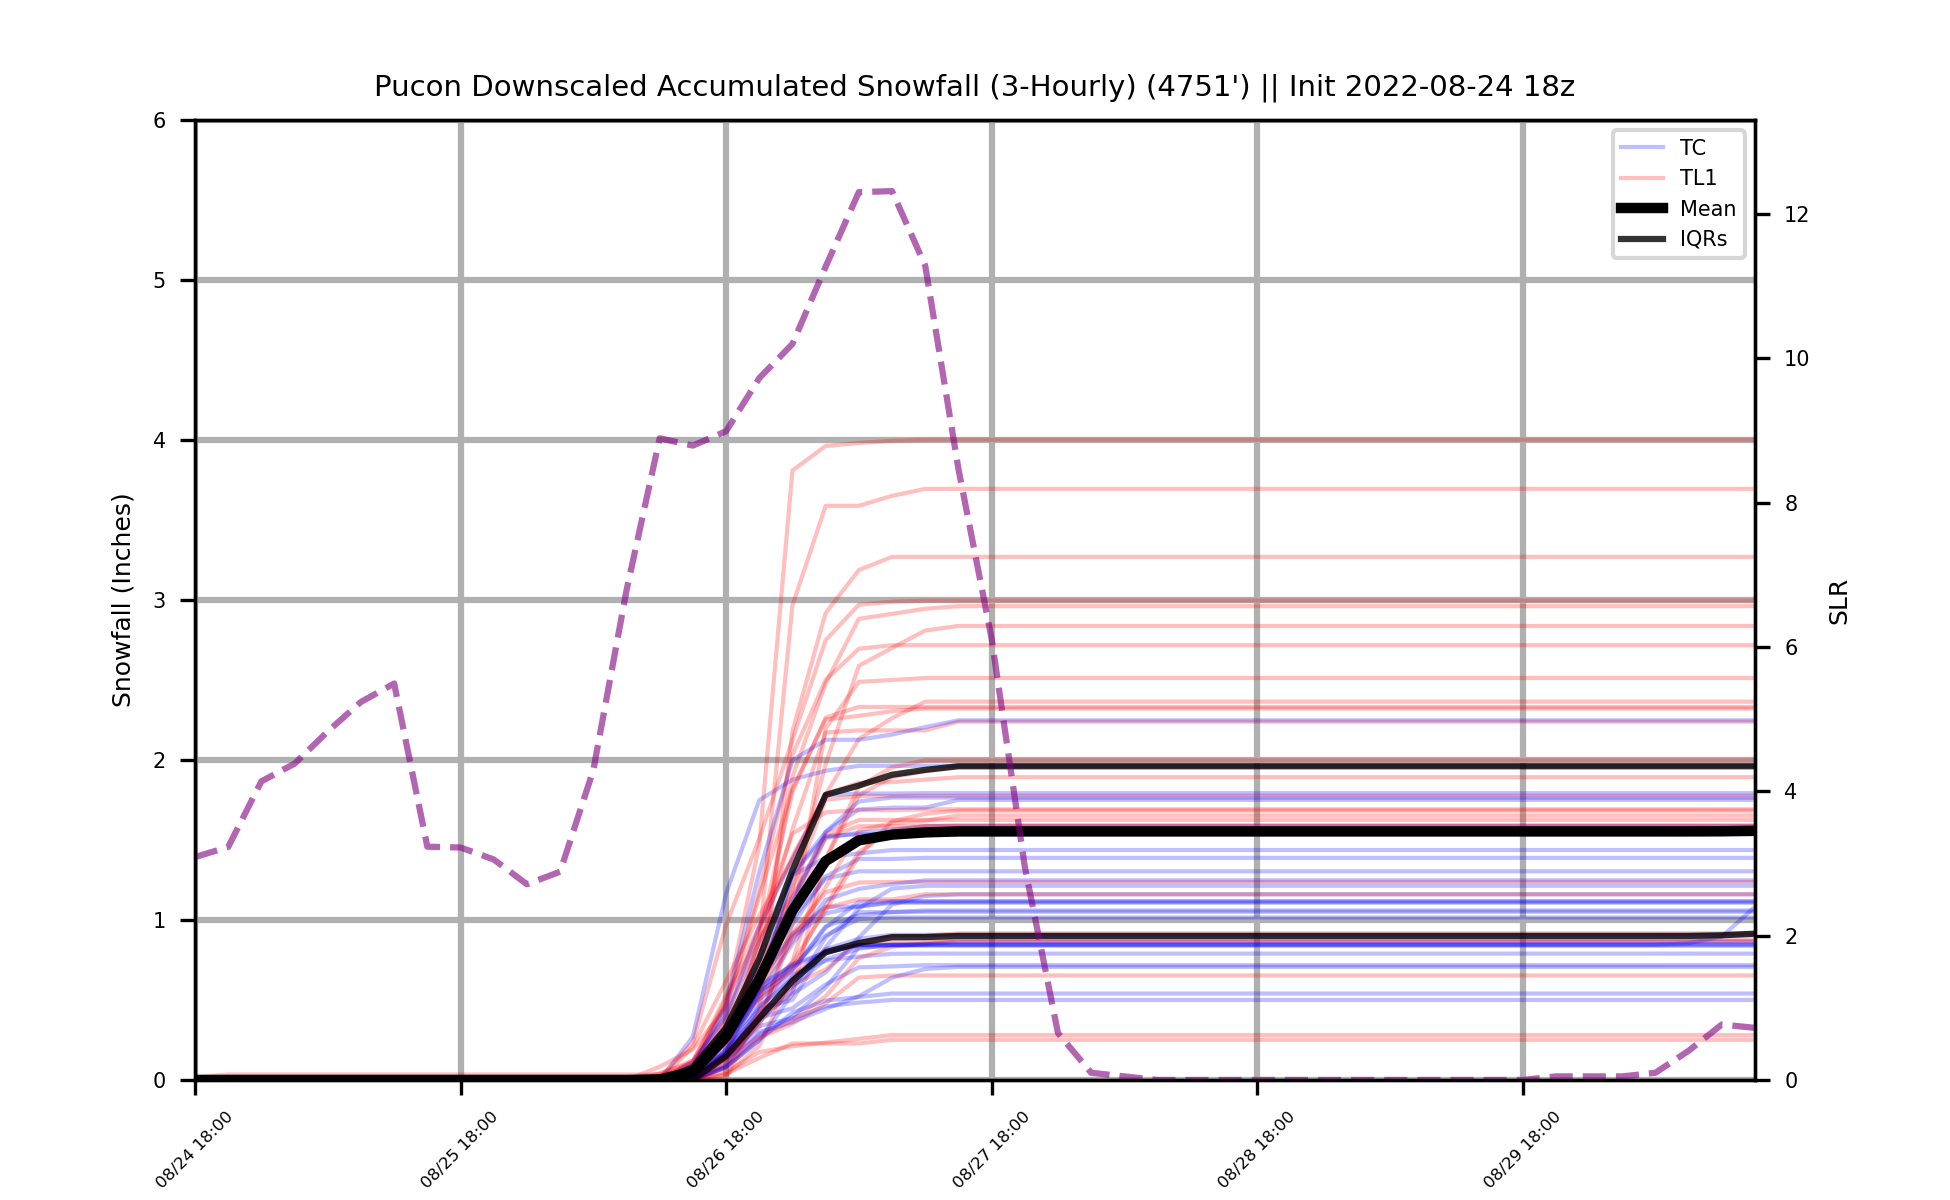 Pucon Downscaled Accumulated Snowfall (3-Hourly) (4751') || Init 2022-08-24 18z
TC
TL1
Mean
IQRs
6
5
4
3
2
1
0
Snowfall (Inches)
12
10
8
6
4
2
0
SLR
08/24 18:00
08/25 18:00
08/26 18:00
08/27 18:00
08/28 18:00
08/29 18:00